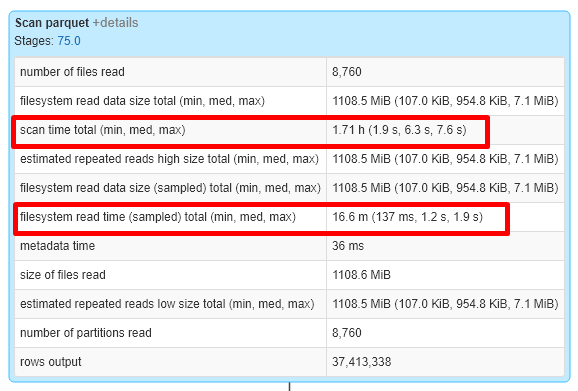 Scan parquet +details
Stages: 75.0
number of files read 8,760
filesystem read data size total (min, med, max) 1108.5 MiB (107.0 KiB, 954.8 KiB, 7.1 MiB)
scan time total (min, med, max) 1.71 h (1.9 s, 6.3 s, 7.6 s)
estimated repeated reads high size total (min, med, max) 1108.5 MiB (107.0 KiB, 954.8 KiB, 7.1 MiB)
filesystem read data size (sampled) total (min, med, max) 1108.5 MiB (107.0 KiB, 954.8 KiB, 7.1 MiB)
filesystem read time (sampled) total (min, med, max) 16.6 m (137 ms, 1.2 s, 1.9 s)
metadata time 36 ms
size of files read 1108.6 MiB
estimated repeated reads low size total (min, med, max) 1108.5 MiB (107.0 KiB, 954.8 KiB, 7.1 MiB)
number of partitions read 8,760
rows output 37,413,338